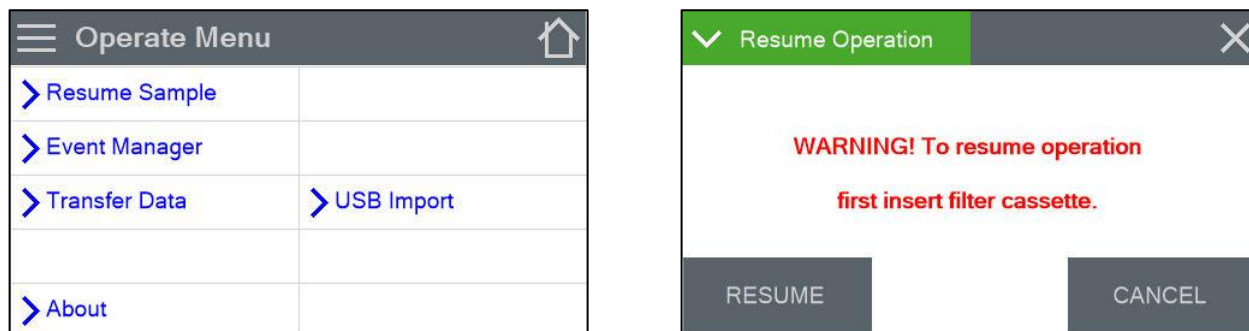 Operate Menu
Resume Sample
Event Manager
Transfer Data
USB Import
About
Resume Operation
WARNING! To resume operation
first insert filter cassette.
RESUME
CANCEL